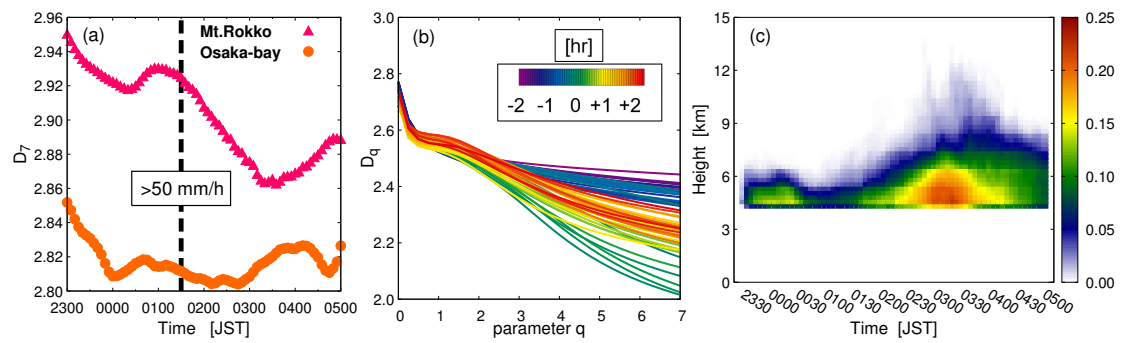 (a)
Mt.Rokko
Osaka-bay
>50 mm/h
2.96
2.94
2.92
2.90
2.88
2.86
2.84
2.82
2.80
D7
2300 0000 0100 0200 0300 0400 0500
Time [JST]
(b)
[hr]
-2 -1 0 +1 +2
3.0
2.8
2.6
2.4
2.2
2.0
Dq
0 1 2 3 4 5 6 7
parameter q
(c)
15
12
9
6
3
0
Height [km]
2330 0000 0030 0100 0130 0200 0230 0300 0330 0400 0430 0500
Time [JST]
0.25
0.20
0.15
0.10
0.05
0.00